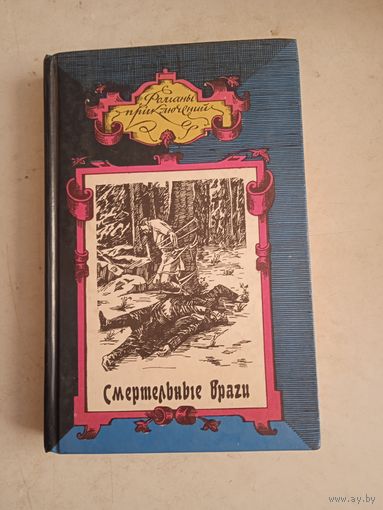 Романы
приключений
Смертельные враги
www.ay.by